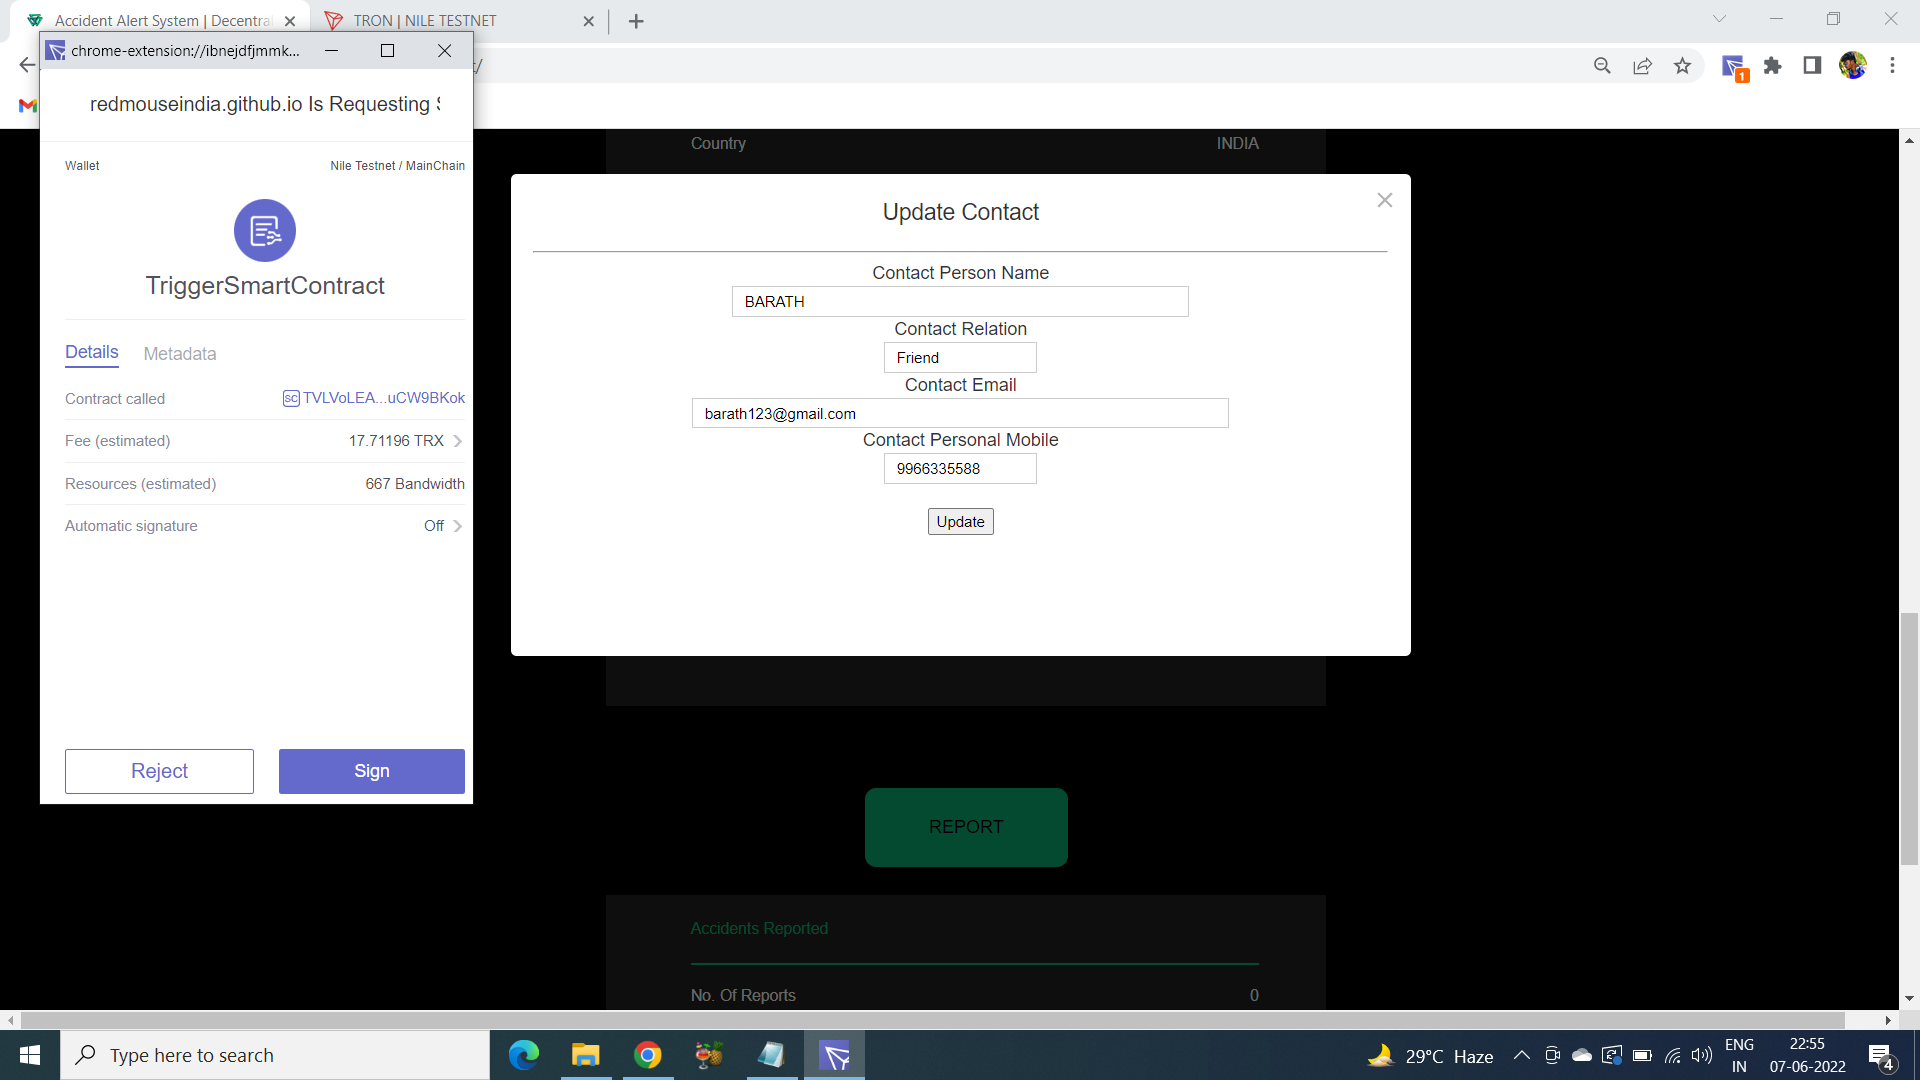 Accident Alert System | Decentra
TRON | NILE TESTNET
chrome-extension://ibnejdfjmmk...
t/
1
redmouseindia.github.io Is Requesting
Wallet
Nile Testnet / MainChain
TriggerSmartContract
Details
Metadata
Contract called
SC TVLVoLEA...uCW9BKok
Fee (estimated)
17.71196 TRX
Resources (estimated)
667 Bandwidth
Automatic signature
Off
Reject
Sign
Country
INDIA
Update Contact
Contact Person Name
BARATH
Contact Relation
Friend
Contact Email
barath123@gmail.com
Contact Personal Mobile
9966335588
Update
REPORT
Accidents Reported
No. Of Reports
0
Type here to search
29°C Haze
ENG
IN
22:55
07-06-2022
4